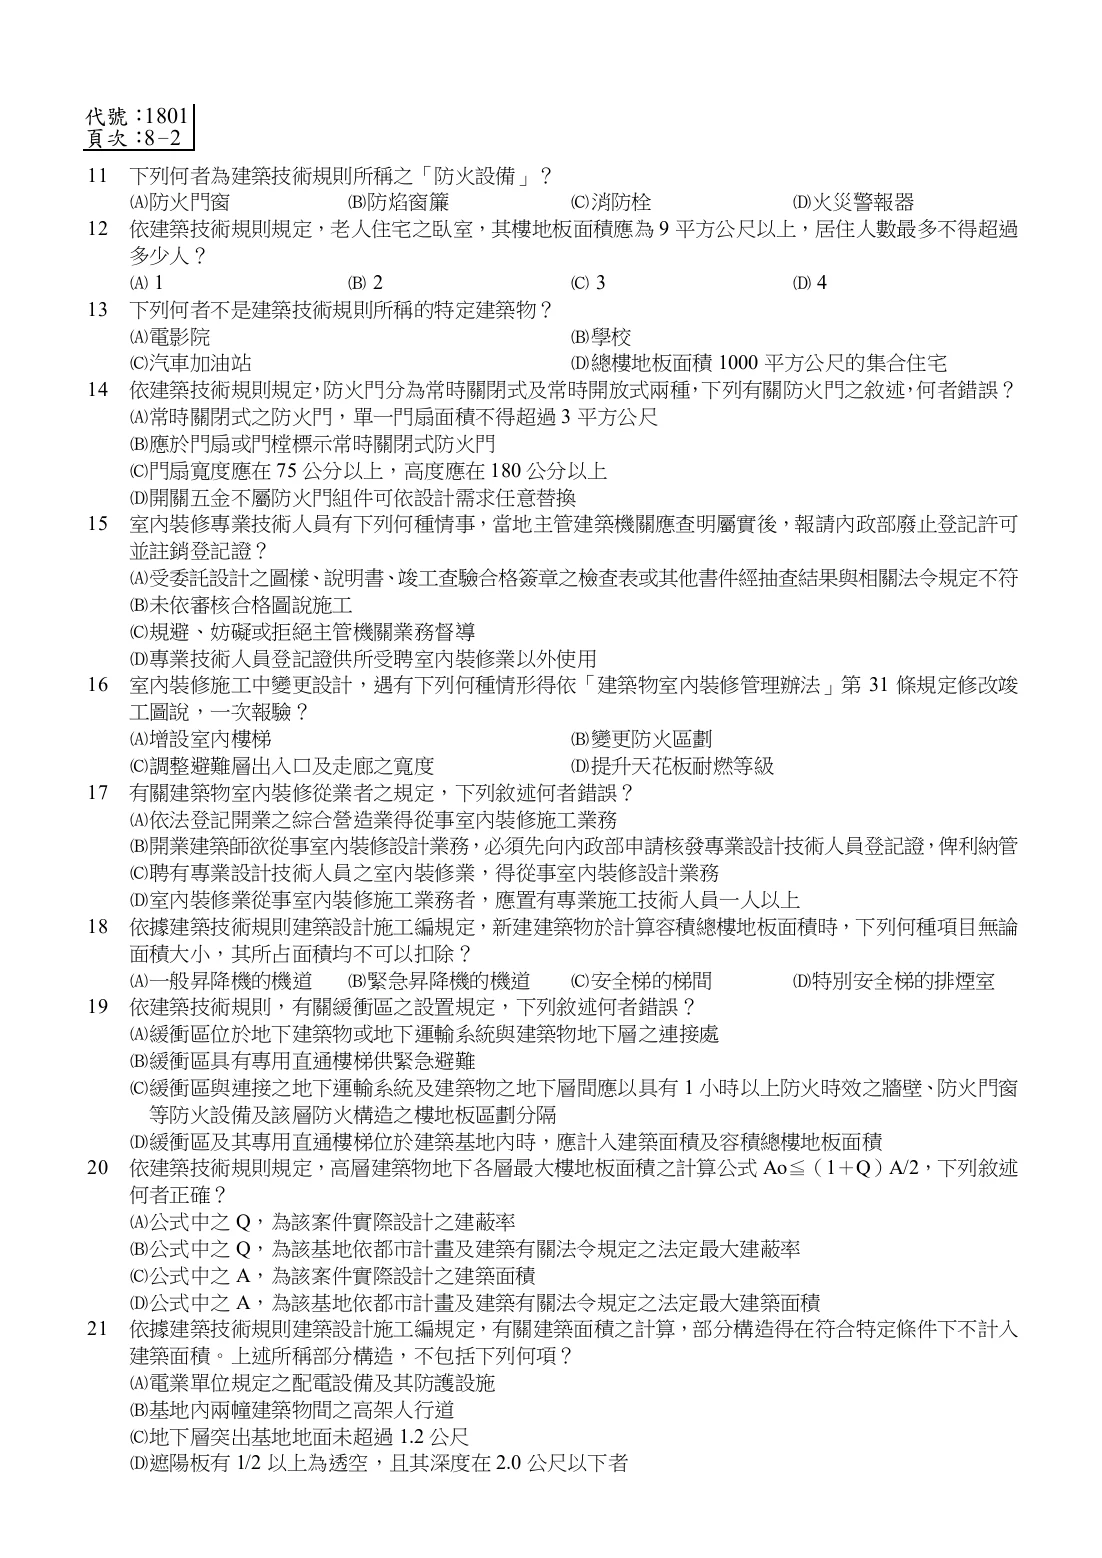 代號：1801
頁次：8－2
11 下列何者為建築技術規則所稱之「防火設備」？
(A)防火門窗 (B)防焰窗簾 (C)消防栓 (D)火災警報器
12 依建築技術規則規定，老人住宅之臥室，其樓地板面積應為 9 平方公尺以上，居住人數最多不得超過
多少人？
(A) 1 (B) 2 (C) 3 (D) 4
13 下列何者不是建築技術規則所稱的特定建築物？
(A)電影院 (B)學校
(C)汽車加油站 (D)總樓地板面積 1000 平方公尺的集合住宅
14 依建築技術規則規定，防火門分為常時關閉式及常時開放式兩種，下列有關防火門之敘述，何者錯誤？
(A)常時關閉式之防火門，單一門扇面積不得超過 3 平方公尺
(B)應於門扇或門樘標示常時關閉式防火門
(C)門扇寬度應在 75 公分以上，高度應在 180 公分以上
(D)開關五金不屬防火門組件可依設計需求任意替換
15 室內裝修專業技術人員有下列何種情事，當地主管建築機關應查明屬實後，報請內政部廢止登記許可
並註銷登記證？
(A)受委託設計之圖樣、說明書、竣工查驗合格簽章之檢查表或其他書件經抽查結果與相關法令規定不符
(B)未依審核合格圖說施工
(C)規避、妨礙或拒絕主管機關業務督導
(D)專業技術人員登記證供所受聘室內裝修業以外使用
16 室內裝修施工中變更設計，遇有下列何種情形得依「建築物室內裝修管理辦法」第 31 條規定修改竣
工圖說，一次報驗？
(A)增設室內樓梯 (B)變更防火區劃
(C)調整避難層出入口及走廊之寬度 (D)提升天花板耐燃等級
17 有關建築物室內裝修從業者之規定，下列敘述何者錯誤？
(A)依法登記開業之綜合營造業得從事室內裝修施工業務
(B)開業建築師欲從事室內裝修設計業務，必須先向內政部申請核發專業設計技術人員登記證，俾利納管
(C)聘有專業設計技術人員之室內裝修業，得從事室內裝修設計業務
(D)室內裝修業從事室內裝修施工業務者，應置有專業施工技術人員一人以上
18 依據建築技術規則建築設計施工編規定，新建建築物於計算容積總樓地板面積時，下列何種項目無論
面積大小，其所占面積均不可以扣除？
(A)一般昇降機的機道 (B)緊急昇降機的機道 (C)安全梯的梯間 (D)特別安全梯的排煙室
19 依建築技術規則，有關緩衝區之設置規定，下列敘述何者錯誤？
(A)緩衝區位於地下建築物或地下運輸系統與建築物地下層之連接處
(B)緩衝區具有專用直通樓梯供緊急避難
(C)緩衝區與連接之地下運輸系統及建築物之地下層間應以具有 1 小時以上防火時效之牆壁、防火門窗
等防火設備及該層防火構造之樓地板區劃分隔
(D)緩衝區及其專用直通樓梯位於建築基地內時，應計入建築面積及容積總樓地板面積
20 依建築技術規則規定，高層建築物地下各層最大樓地板面積之計算公式 Ao≦（1＋Q）A/2，下列敘述
何者正確？
(A)公式中之 Q，為該案件實際設計之建蔽率
(B)公式中之 Q，為該基地依都市計畫及建築有關法令規定之法定最大建蔽率
(C)公式中之 A，為該案件實際設計之建築面積
(D)公式中之 A，為該基地依都市計畫及建築有關法令規定之法定最大建築面積
21 依據建築技術規則建築設計施工編規定，有關建築面積之計算，部分構造得在符合特定條件下不計入
建築面積。上述所稱部分構造，不包括下列何項？
(A)電業單位規定之配電設備及其防護設施
(B)基地內兩幢建築物間之高架人行道
(C)地下層突出基地地面未超過 1.2 公尺
(D)遮陽板有 1/2 以上為透空，且其深度在 2.0 公尺以下者